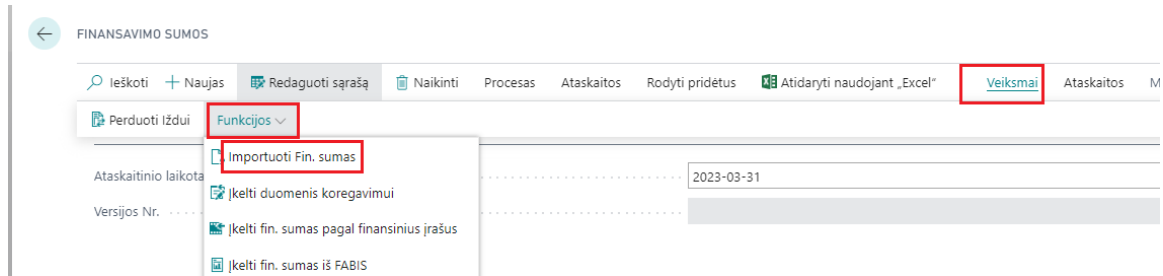 FINANSAVIMO SUMOS
Ieškoti Naujas Redaguoti sąrašą Naikinti Procesas Ataskaitos Rodyti pridėtus Atidaryti naudojant „Excel“ Veiksmai Ataskaitos M
Perduoti Iždui Funkcijos
Importuoti Fin. sumas
Ataskaitinio laikota 2023-03-31
Įkelti duomenis koregavimui
Versijos Nr.
Įkelti fin. sumas pagal finansinius įrašus
Įkelti fin. sumas iš FABIS